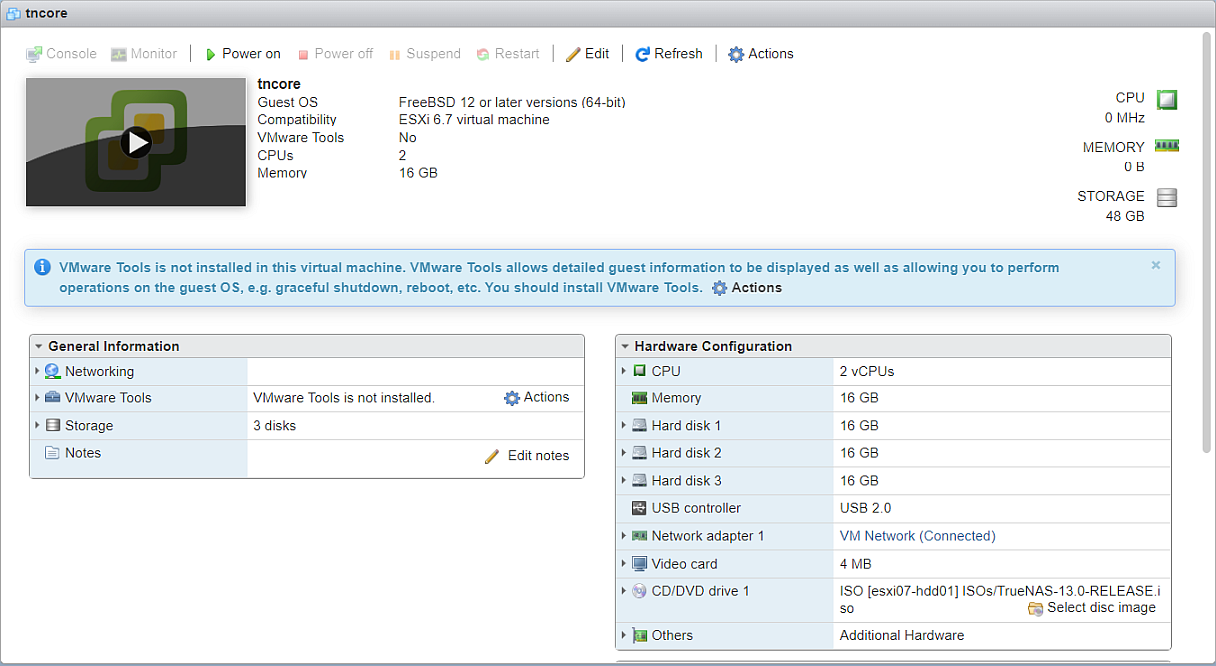 tncore
Console Monitor Power on Power off Suspend Restart Edit Refresh Actions
tncore
Guest OS FreeBSD 12 or later versions (64-bit)
Compatibility ESXi 6.7 virtual machine
VMware Tools No
CPUs 2
Memory 16 GB
CPU
0 MHz
MEMORY
0 B
STORAGE
48 GB
VMware Tools is not installed in this virtual machine. VMware Tools allows detailed guest information to be displayed as well as allowing you to perform
operations on the guest OS, e.g. graceful shutdown, reboot, etc. You should install VMware Tools. Actions
General Information
Networking
VMware Tools VMware Tools is not installed. Actions
Storage 3 disks
Notes Edit notes
Hardware Configuration
CPU 2 vCPUs
Memory 16 GB
Hard disk 1 16 GB
Hard disk 2 16 GB
Hard disk 3 16 GB
USB controller USB 2.0
Network adapter 1 VM Network (Connected)
Video card 4 MB
CD/DVD drive 1 ISO [esxi07-hdd01] ISOs/TrueNAS-13.0-RELEASE.i
so Select disc image
Others Additional Hardware